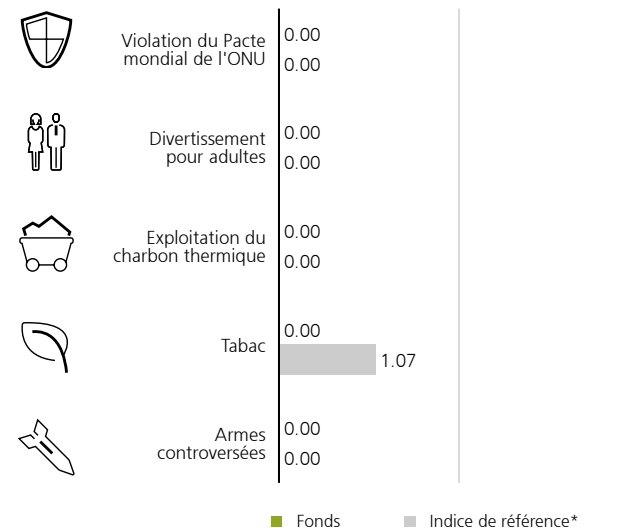 Violation du Pacte
mondial de l'ONU
0.00
0.00
Divertissement
pour adultes
0.00
0.00
Exploitation du
charbon thermique
0.00
0.00
Tabac
0.00
1.07
Armes
controversées
0.00
0.00
Fonds
Indice de référence*